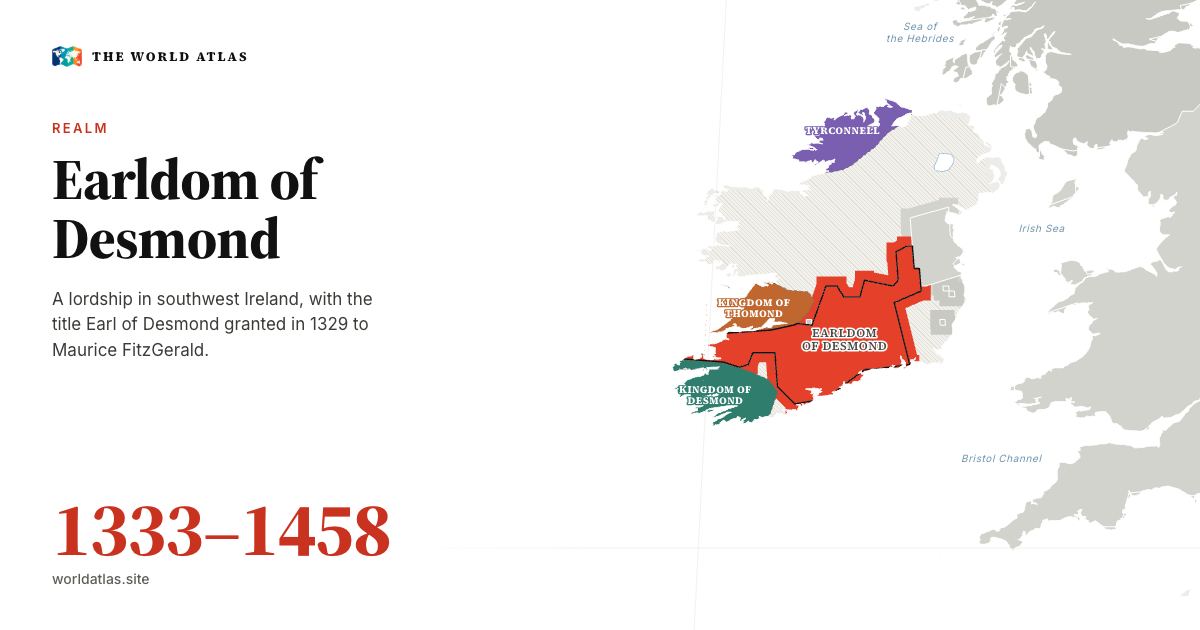 THE WORLD ATLAS
REALM
Earldom of
Desmond
A lordship in southwest Ireland, with the
title Earl of Desmond granted in 1329 to
Maurice FitzGerald.
1333–1458
worldatlas.site
Sea of
the Hebrides
TYRCONNELL
Irish Sea
KINGDOM OF
THOMOND
EARLDOM
OF DESMOND
KINGDOM OF
DESMOND
Bristol Channel